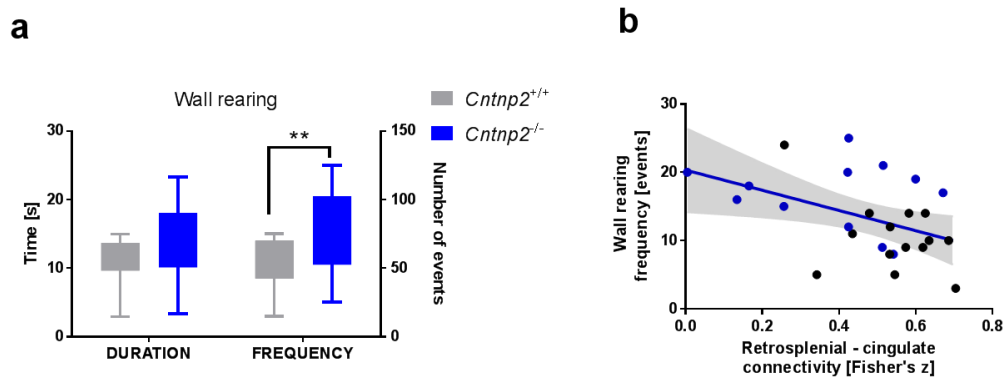 a
Wall rearing
Cntnp2+/+
Cntnp2-/-
**
Time [s]
30
20
10
0
150
100
50
0
Number of events
DURATION
FREQUENCY
b
Wall rearing
frequency [events]
30
20
10
0
0.0
0.2
0.4
0.6
0.8
Retrosplenial - cingulate
connectivity [Fisher's z]